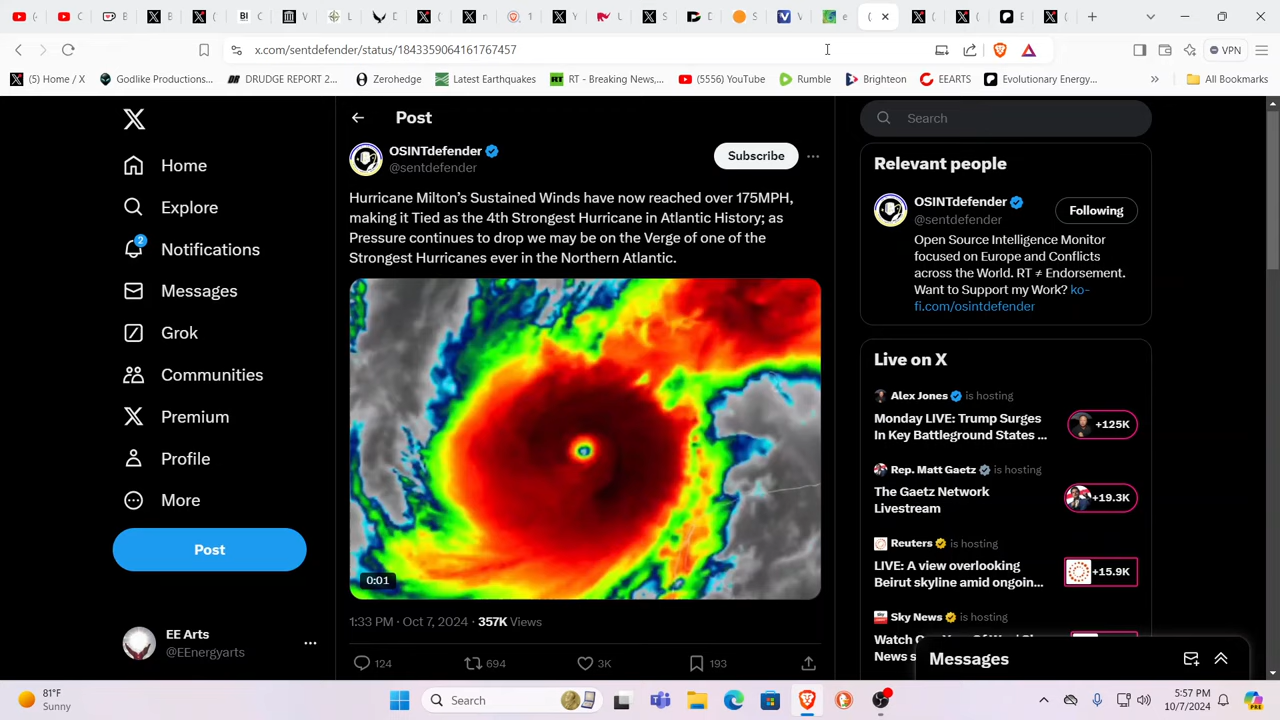 x.com/sentdefender/status/1843359064161767457
VPN
(5) Home / X
Godlike Productions...
DRUDGE REPORT 2...
Zerohedge
Latest Earthquakes
RT - Breaking News,...
(5556) YouTube
Rumble
Brighteon
EEARTS
Evolutionary Energy...
»
All Bookmarks
Home
Explore
2
Notifications
Messages
Grok
Communities
Premium
Profile
More
Post
EE Arts
@EEnergyarts
Post
OSINTdefender
@sentdefender
Subscribe
Hurricane Milton’s Sustained Winds have now reached over 175MPH,
making it Tied as the 4th Strongest Hurricane in Atlantic History; as
Pressure continues to drop we may be on the Verge of one of the
Strongest Hurricanes ever in the Northern Atlantic.
0:01
1:33 PM · Oct 7, 2024 · 357K Views
124
694
3K
193
Search
Relevant people
OSINTdefender
@sentdefender
Following
Open Source Intelligence Monitor
focused on Europe and Conflicts
across the World. RT ≠ Endorsement.
Want to Support my Work? ko-
fi.com/osintdefender
Live on X
Alex Jones is hosting
Monday LIVE: Trump Surges
In Key Battleground States ...
+125K
Rep. Matt Gaetz is hosting
The Gaetz Network
Livestream
+19.3K
Reuters is hosting
LIVE: A view overlooking
Beirut skyline amid ongoin...
+15.9K
Sky News is hosting
Messages
81°F
Sunny
Search
5:57 PM
10/7/2024